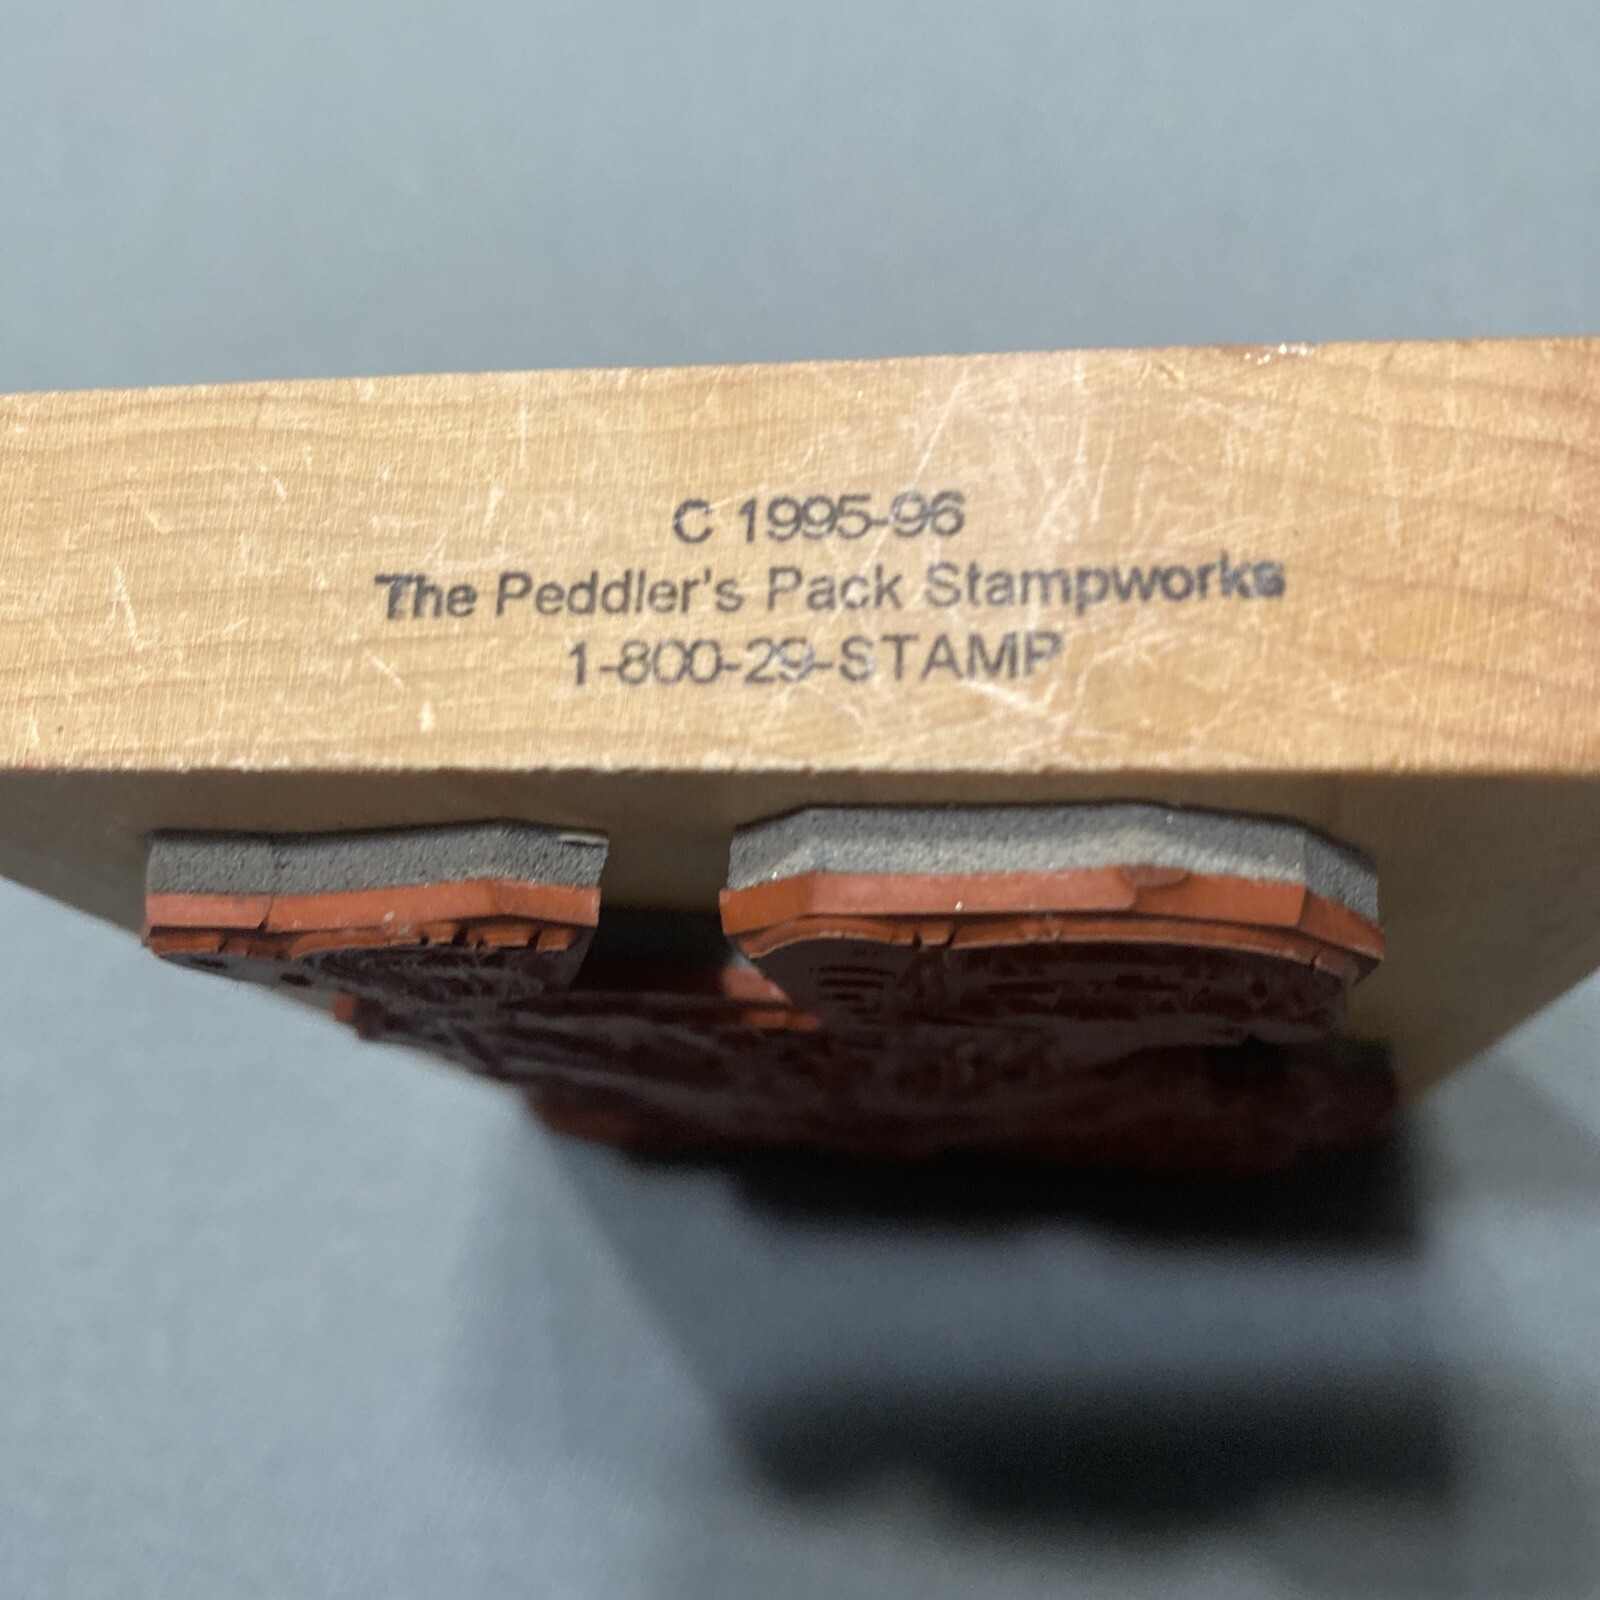 C 1995-96
The Peddler's Pack Stampworks
1-800-29-STAMP